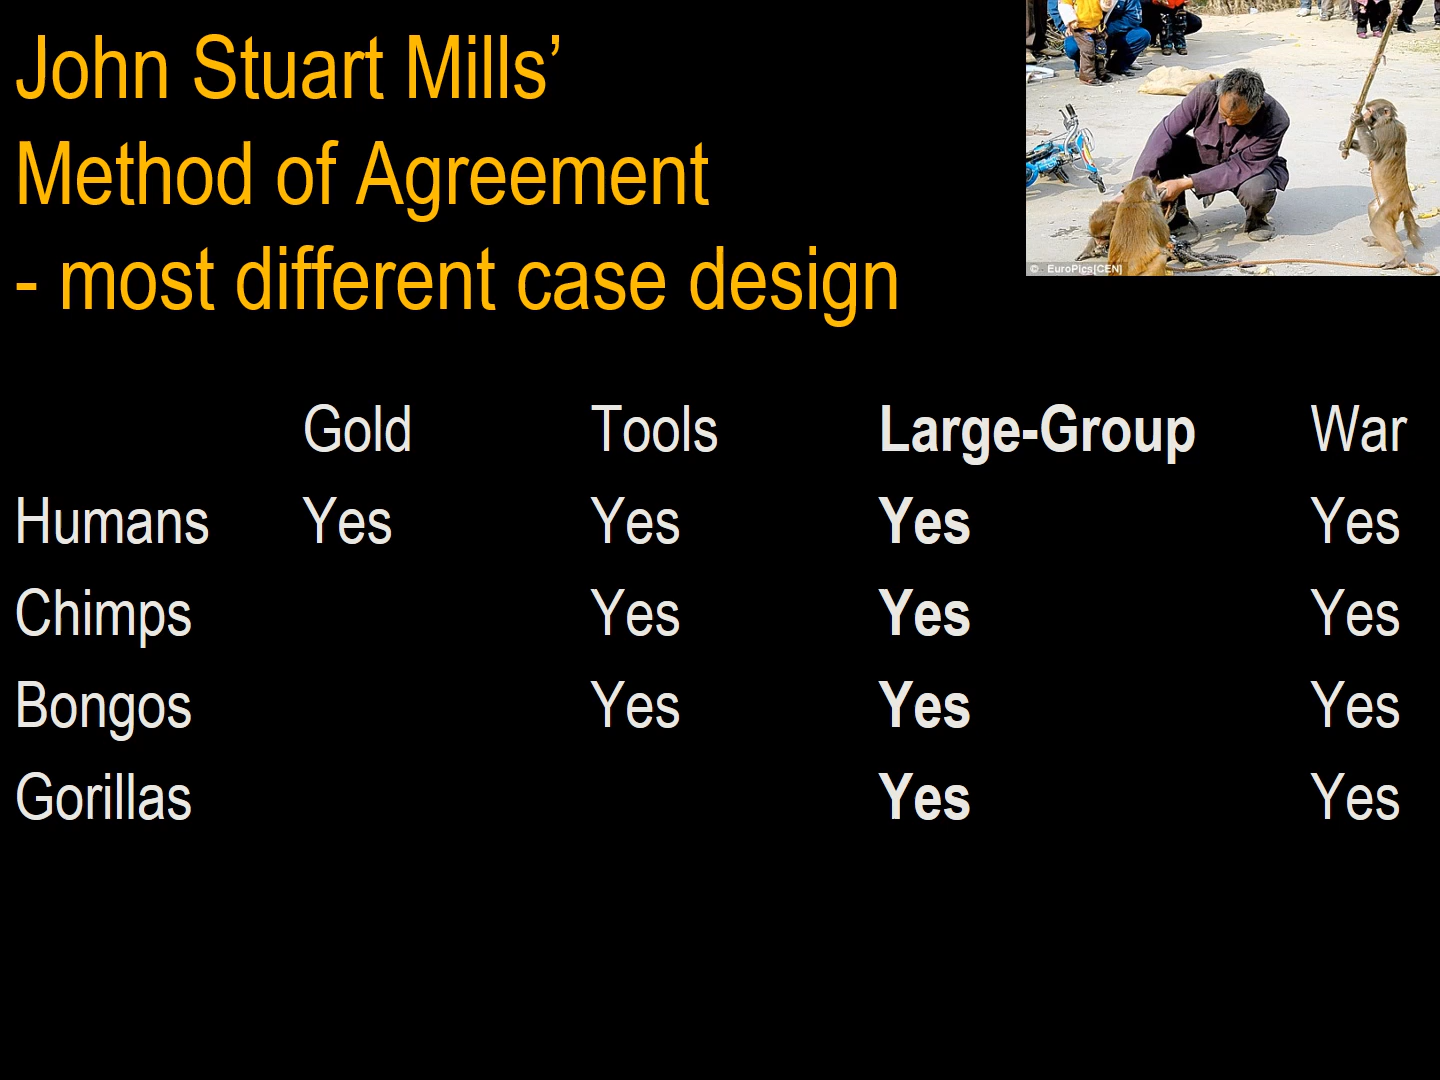 John Stuart Mills’
Method of Agreement
- most different case design
© EuroPics[CEN]
Gold Tools Large-Group War
Humans Yes Yes Yes Yes
Chimps Yes Yes Yes
Bongos Yes Yes Yes
Gorillas Yes Yes